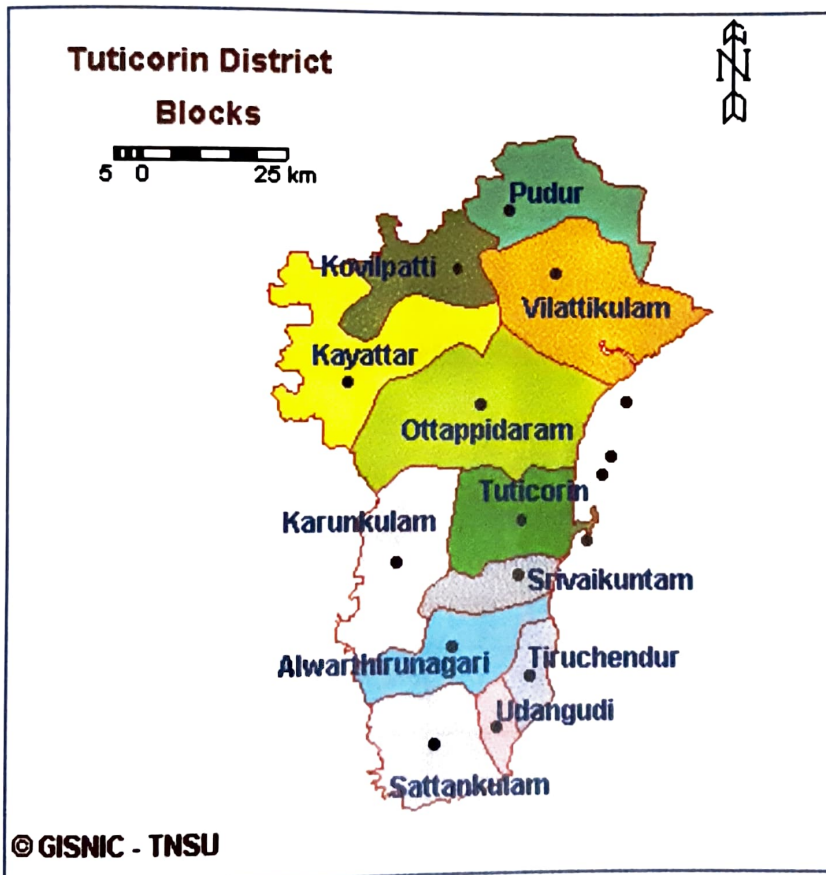 Tuticorin District
Blocks
5 0 25 km
N
Pudur
Kovilpatti
Vilattikulam
Kayattar
Ottappidaram
Tuticorin
Karunkulam
Srivaikuntam
Alwarthirunagari
Tiruchendur
Udangudi
Sattankulam
© GISNIC - TNSU